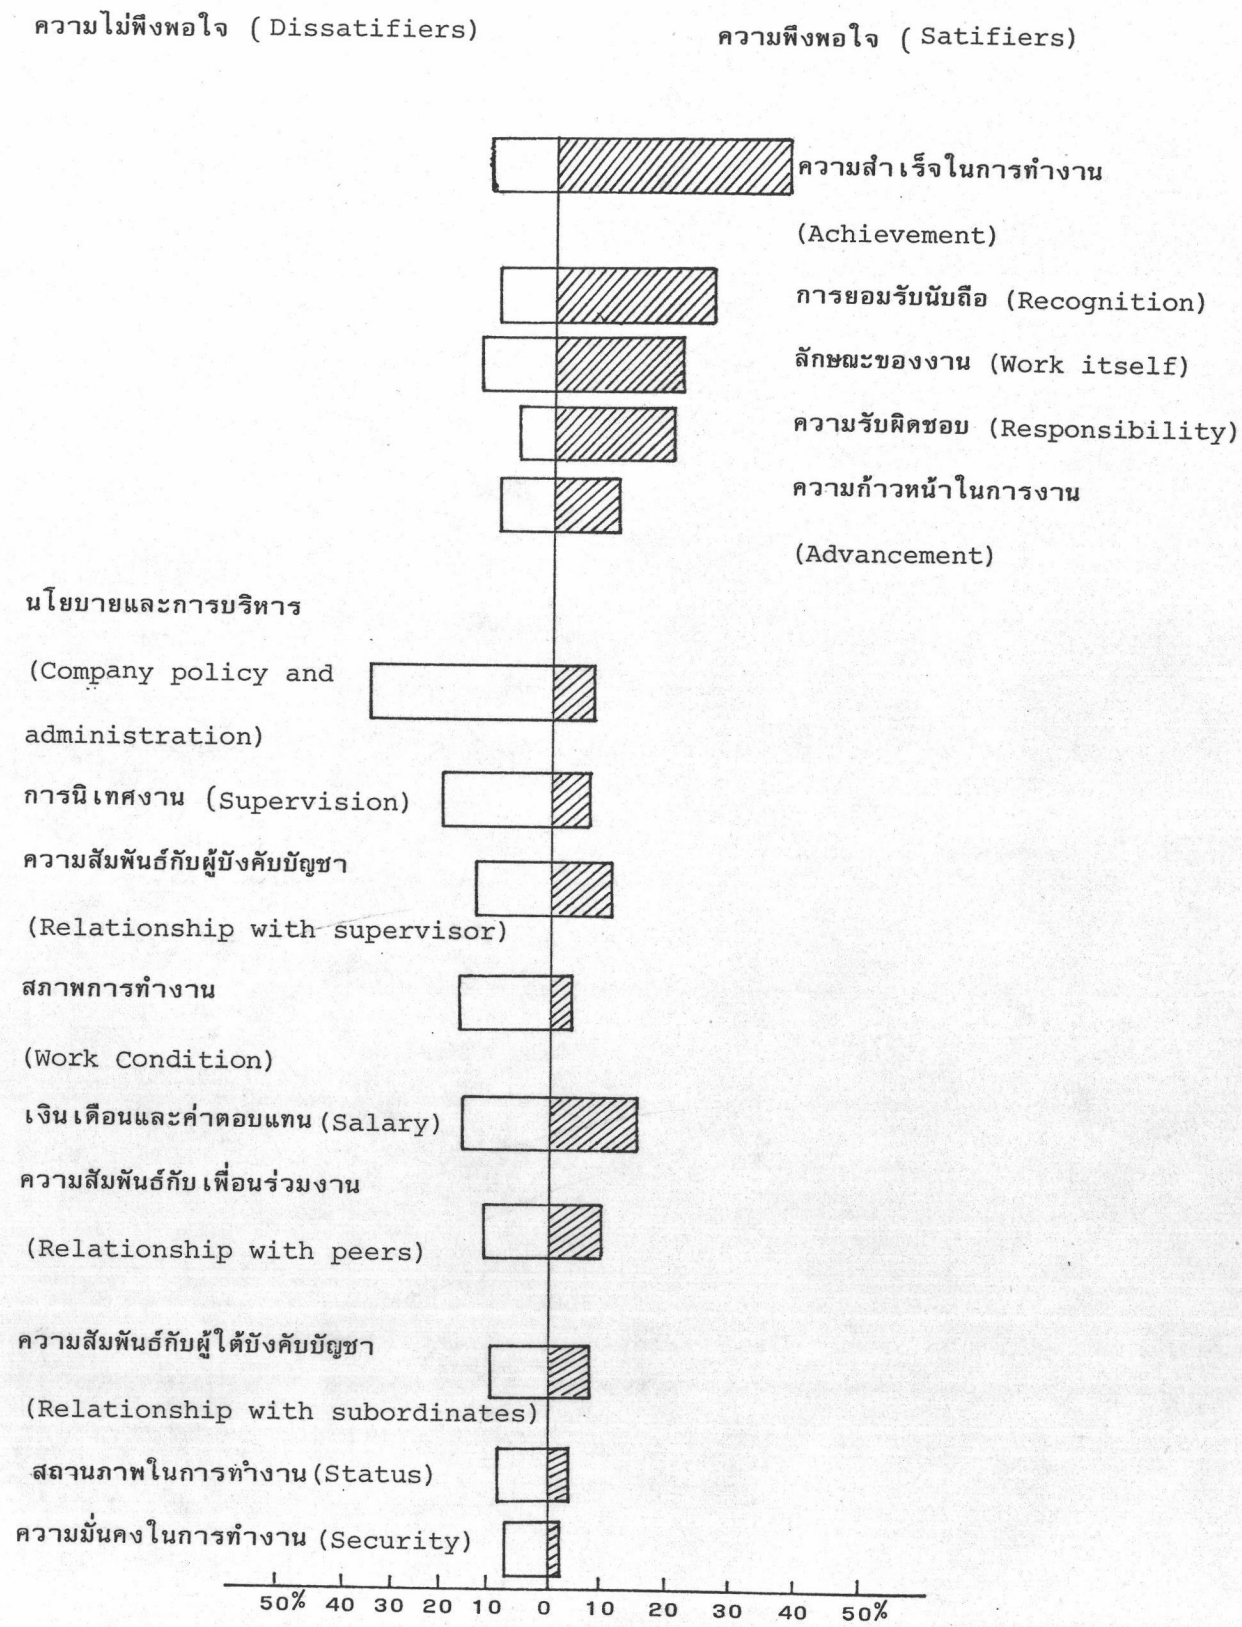 ความไม่พึงพอใจ (Dissatifiers)
ความพึงพอใจ (Satifiers)
ความสำเร็จในการทำงาน
(Achievement)
การยอมรับนับถือ (Recognition)
ลักษณะของงาน (Work itself)
ความรับผิดชอบ (Responsibility)
ความก้าวหน้าในการงาน
(Advancement)
นโยบายและการบริหาร
(Company policy and
administration)
การนิเทศงาน (Supervision)
ความสัมพันธ์กับผู้บังคับบัญชา
(Relationship with supervisor)
สภาพการทำงาน
(Work Condition)
เงินเดือนและค่าตอบแทน (Salary)
ความสัมพันธ์กับเพื่อนร่วมงาน
(Relationship with peers)
ความสัมพันธ์กับผู้ใต้บังคับบัญชา
(Relationship with subordinates)
สถานภาพในการทำงาน (Status)
ความมั่นคงในการทำงาน (Security)
50% 40 30 20 10 0 10 20 30 40 50%